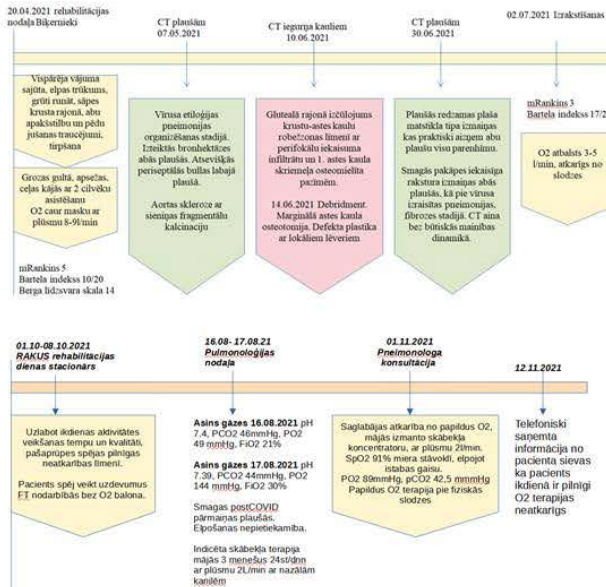 20.04.2021 rehabilitācijas
nodaļa Biķernieki
CT plaušām
07.05.2021
CT iegurņa kauliem
10.06.2021
CT plaušām
30.06.2021
02.07.2021 Izrakstīšanas
Vispārēja vājuma
sajūta, elpas trūkums,
grūti runāt, sāpes
krusta rajonā, abu
apakšstilbu un pēdu
jušanas traucējumi,
tirpšana
Grozas gultā, apsēžas,
ceļas kājās ar 2 cilvēku
asistēšanu
O2 caur masku ar
plūsmu 8-9l/min
mRankins 5
Bartela indekss 10/20
Berga līdzsvara skala 14
Vīrusa etiloģijas
pneimonijas
organizēšanas stadijā.
Izteiktās bronhektāzes
abās plaušās.
Atsevišķas
periseptālas bullas labajā
plaušā.
Aortas skleroze ar
sieniņas fragmentālu
kalcināciju
Gluteālā rajonā izčūlojums
krustu-astes kaulu
robežzonas līmenī ar
perifokālu iekaisuma
infiltrātu un 1. astes kaula
skriemeļa osteomielīta
pazīmēm.
14.06.2021 Debridment.
Marginālā astes kaula
osteotomija. Defekta
plastika ar lokāliem lēveriem
Plaušās redzamas plaša
matstikla tipa izmaiņas
kas praktiski aizņem abu
plaušu visu parenhīmu.
Smagās pakāpes iekaisīga
rakstura izmaiņas abās
plaušās, kā pie vīrusa
izraisītas pneimonijas,
fibrozes stadijā. CT aina
bez būtiskās mainības
dinamikā.
mRankins 3
Bartela indekss 17/2
O2 atbalsts 3-5
l/min, atkarīgs no
slodzes
01.10-08.10.2021
RAKUS rehabilitācijas
dienas stacionārs
16.08- 17.08.21
Pulmonoloģijas
nodaļa
01.11.2021
Pneimonologa
konsultācija
12.11.2021
Uzlabot ikdienas aktivitātes
veikšanas tempu un kvalitāti,
pašaprūpes spējas pilnīgas
neatkarības līmenī.
Pacients spēj veikt uzdevumus
FT nodarbībās bez O2 balona.
Asins gāzes 16.08.2021 pH
7.4, PCO2 46mmHg, PO2
49 mmHg, FiO2 21%
Asins gāzes 17.08.2021 pH
7.39, PCO2 44mmHg, PO2
144 mmHg, FiO2 30%
Smagas postCOVID
pārmaiņas plaušās.
Elpošanas nepietiekamība.
Indicēta skābekļa terapija
mājās 3 mēnešus 24st/dnn
ar plūsmu 2L/min ar nazālām
kanilēm
Saglabājas atkarība no papildus O2,
mājās izmanto skābekļa
koncentratoru, ar plūsmu 2l/min.
SpO2 91% miera stāvoklī, elpojot
istabas gaisu.
PO2 89mmHg, pCO2 42,5 mmmHg
Papildus O2 terapija pie fiziskās
slodzes
Telefoniski
saņemta
informācija no
pacienta sievas
ka pacients
ikdienā ir pilnīgi
O2 terapijas
neatkarīgs